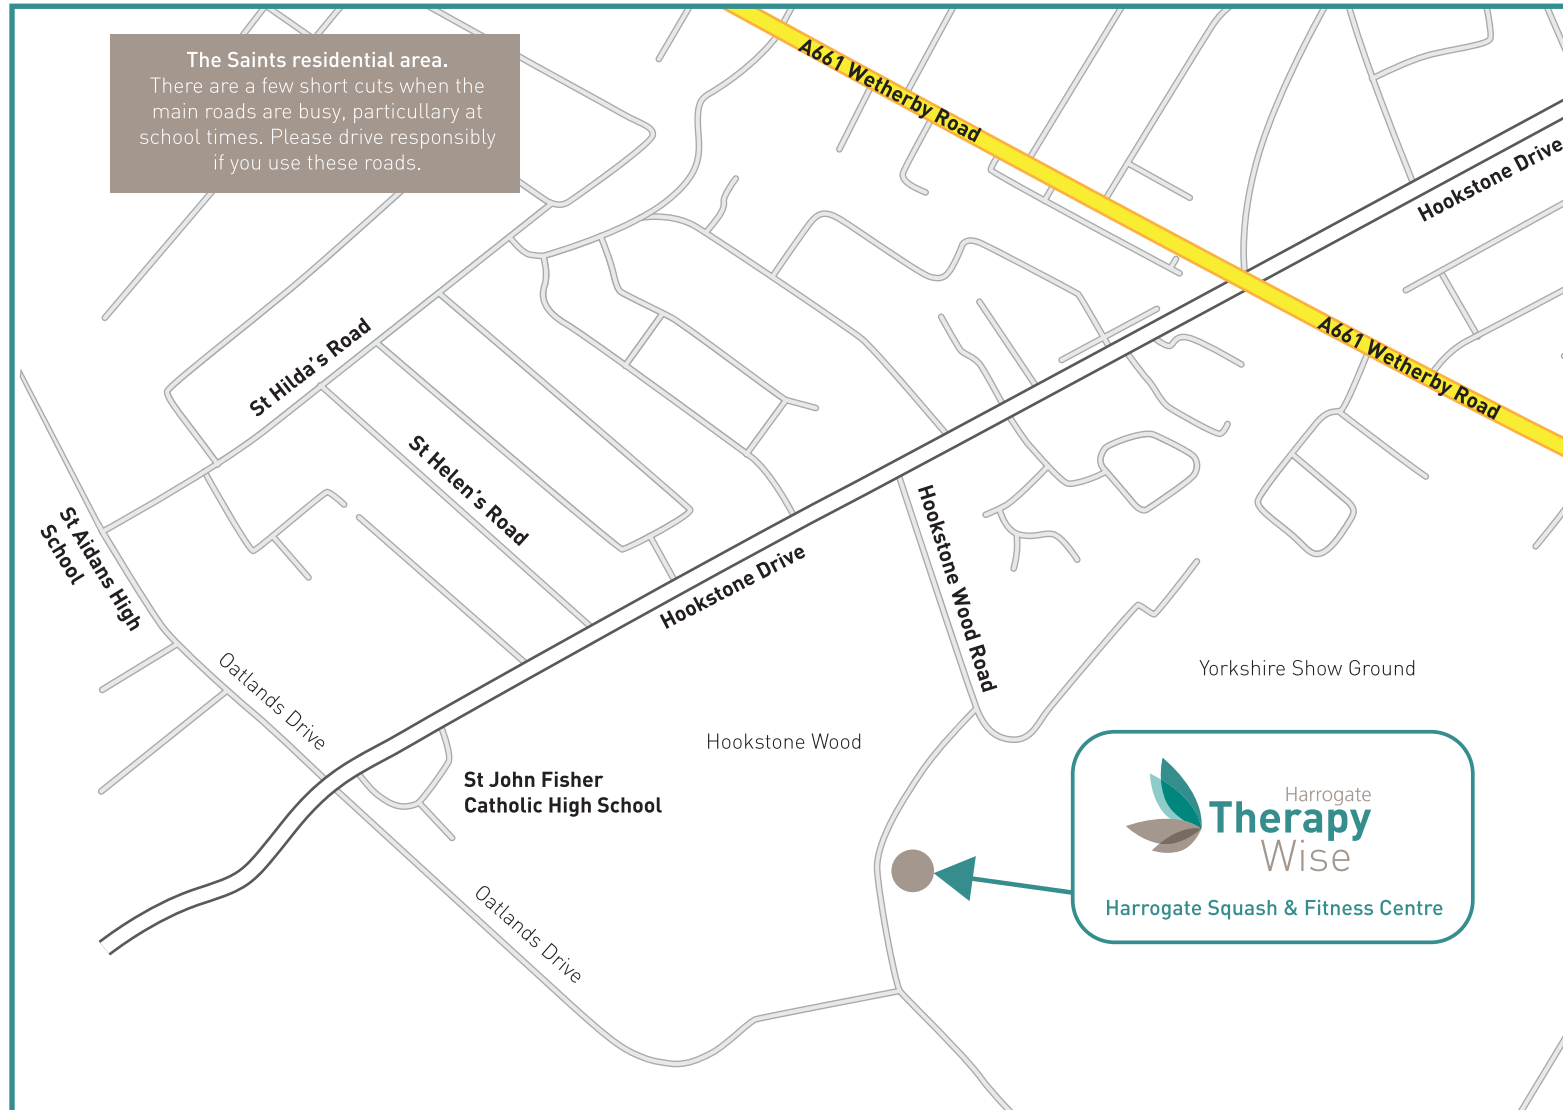 The Saints residential area.
There are a few short cuts when the
main roads are busy, particullary at
school times. Please drive responsibly
if you use these roads.
A661 Wetherby Road
Hookstone Drive
St Hilda's Road
A661 Wetherby Road
St Helen's Road
St Aidans High
School
Hookstone Drive
Hookstone Wood Road
Oatlands Drive
Yorkshire Show Ground
Hookstone Wood
St John Fisher
Catholic High School
Harrogate
Therapy
Wise
Harrogate Squash & Fitness Centre
Oatlands Drive